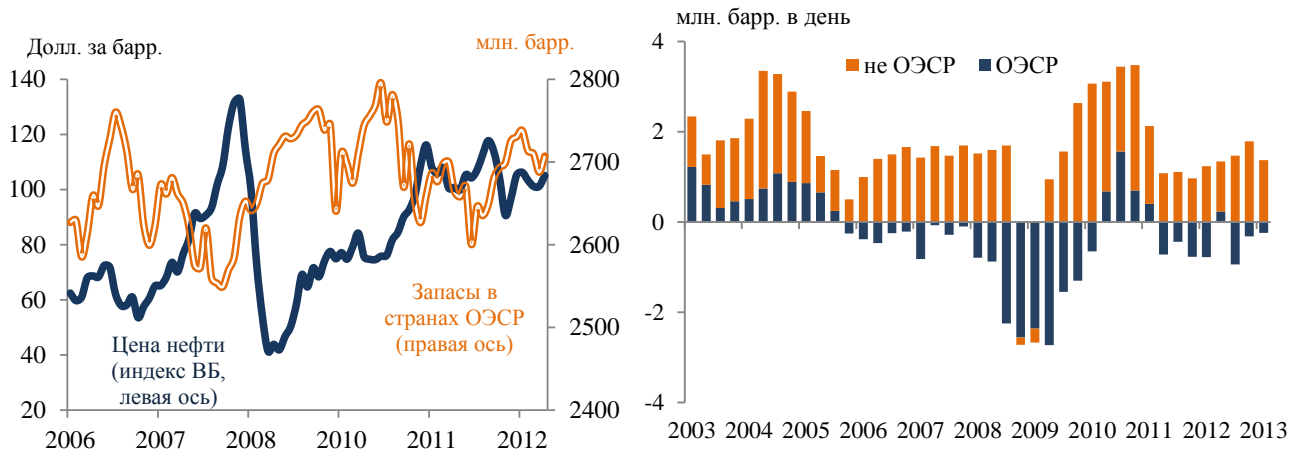 Долл. за барр.
млн. барр.
140
120
100
80
60
40
20
2800
2700
2600
2500
2400
Цена нефти
(индекс ВБ,
левая ось)
Запасы в
странах ОЭСР
(правая ось)
2006 2007 2008 2010 2011 2012
млн. барр. в день
4
2
0
-2
-4
не ОЭСР ОЭСР
2003 2004 2005 2006 2007 2008 2009 2010 2011 2012 2013